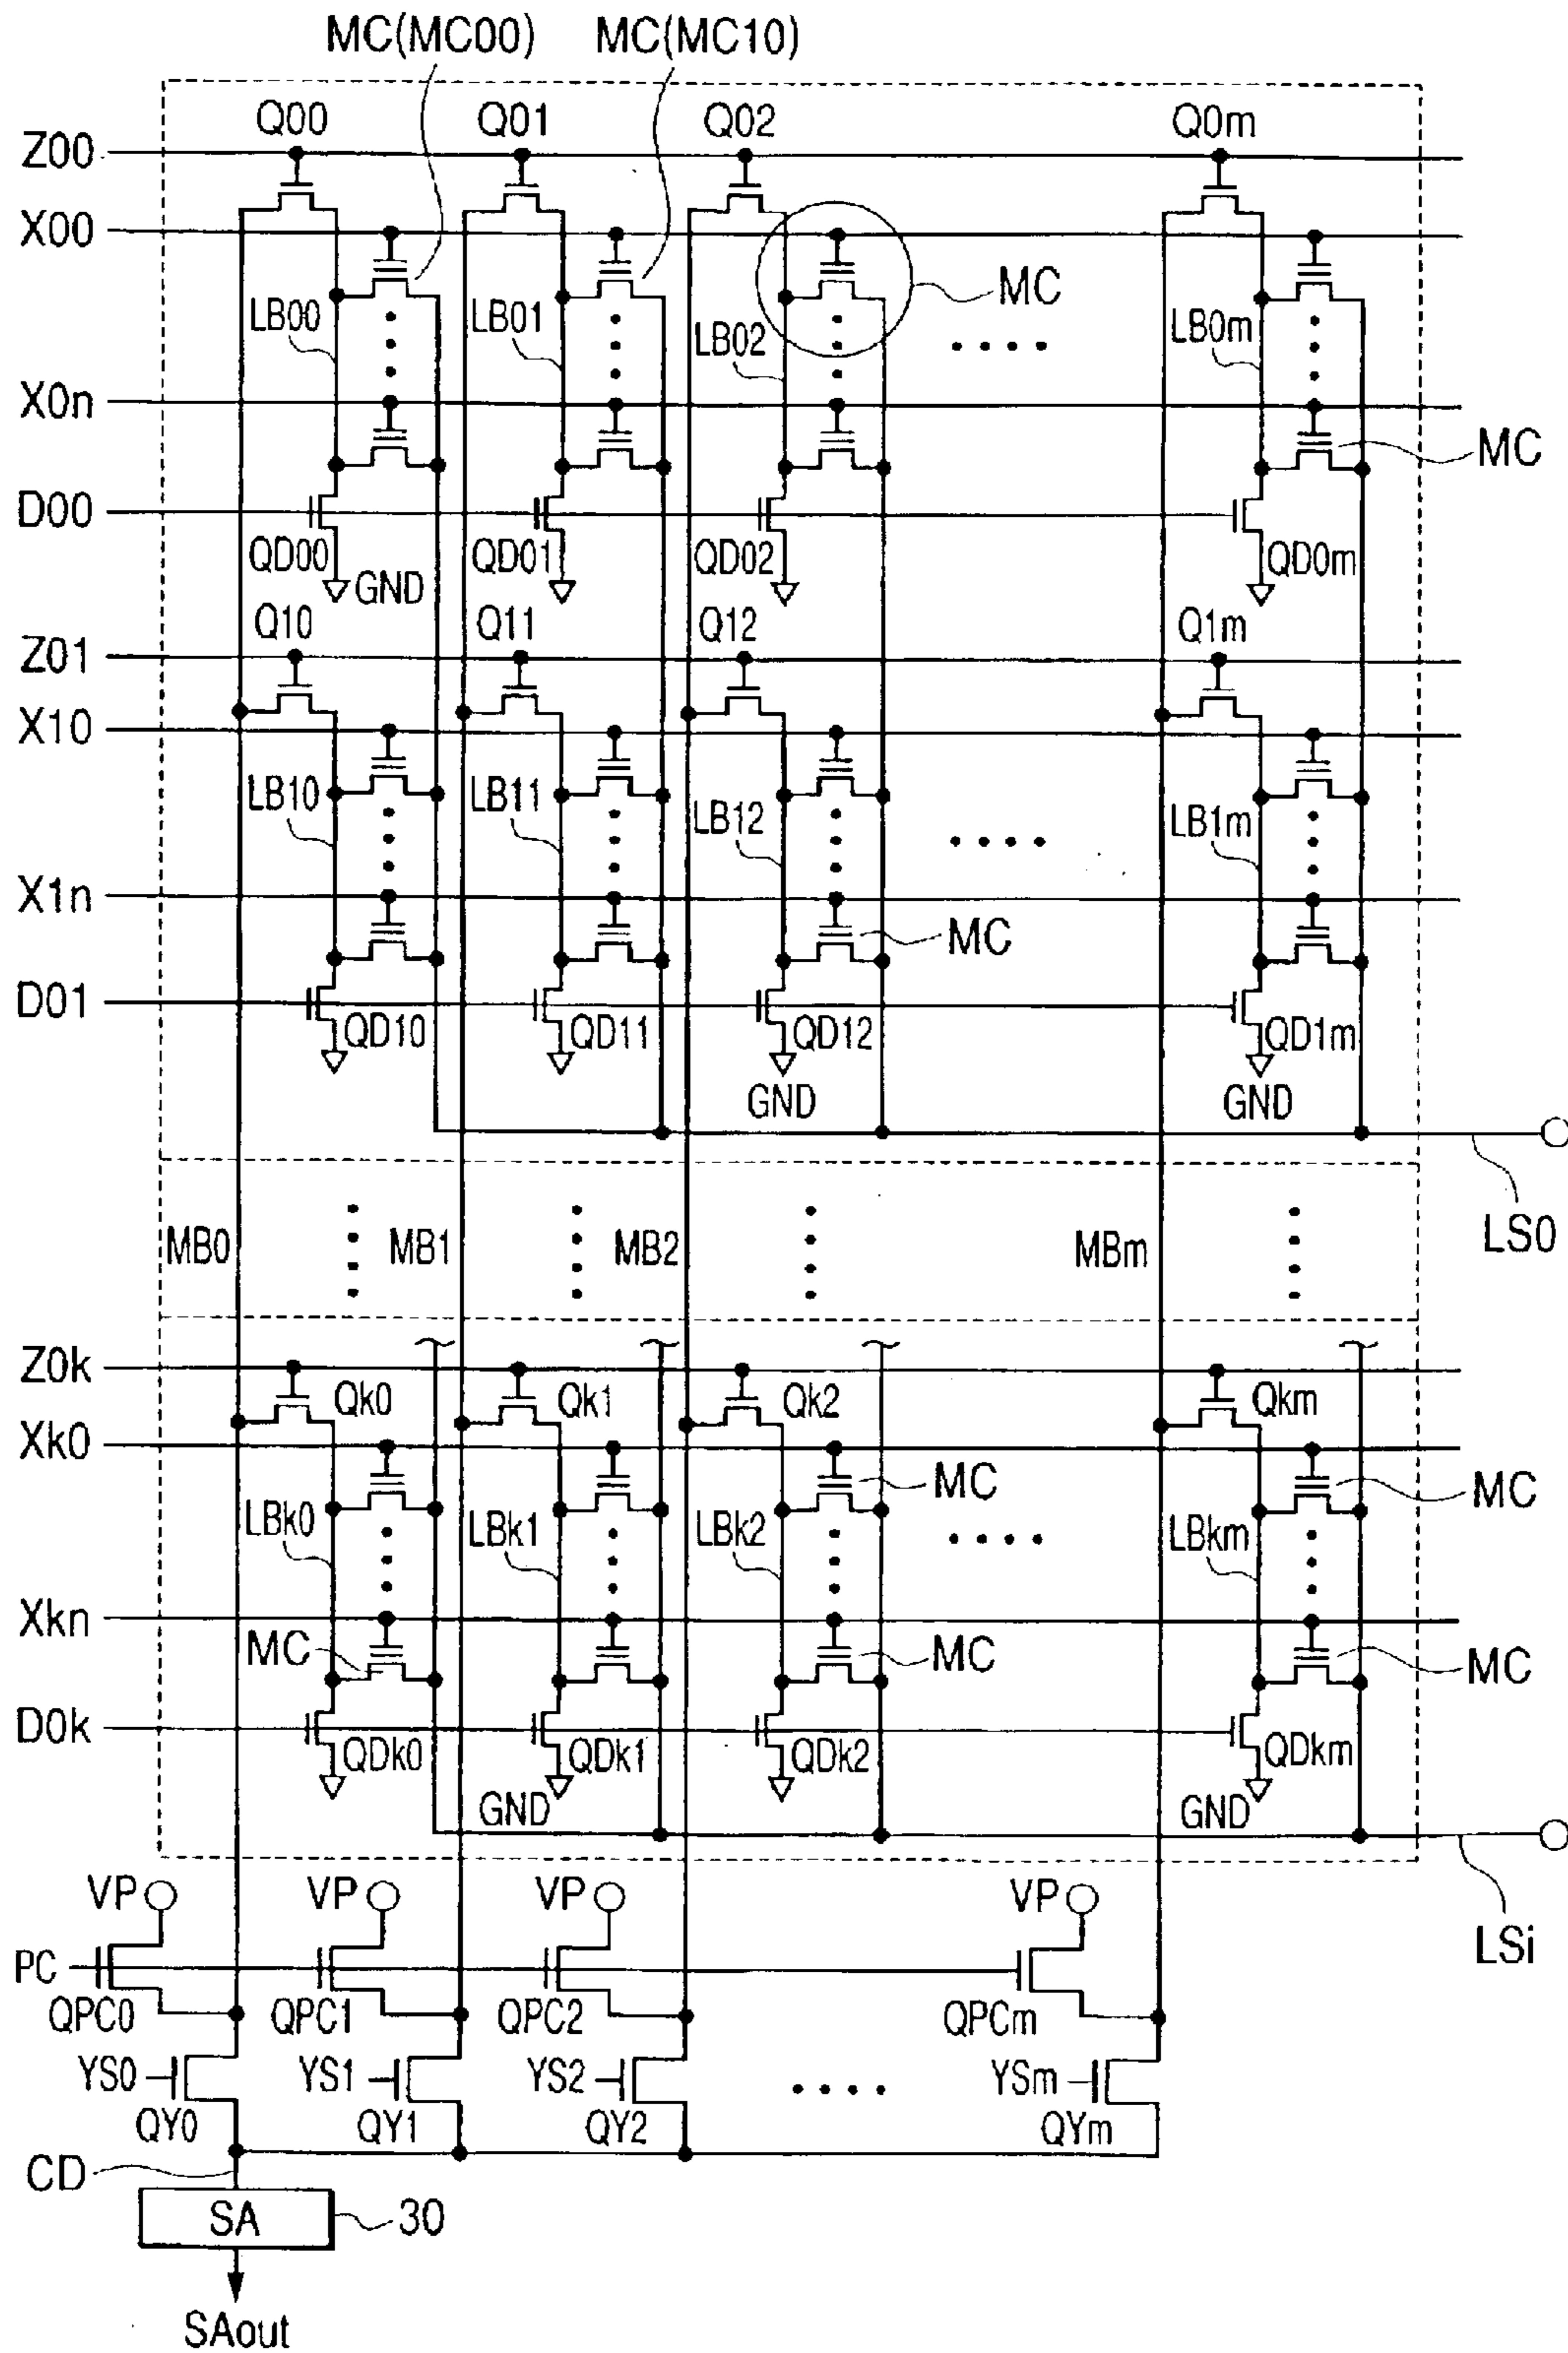 MC(MC00) MC(MC10)
Q00 Q01 Q02 Q0m
Z00
X00
LB00 LB01 LB02 MC LB0m
X0n
MC
D00
QD00 GND QD01 QD02 QD0m
Q10 Q11 Q12 Q1m
Z01
X10
LB10 LB11 LB12 LB1m
X1n
MC
D01
QD10 QD11 QD12 QD1m
GND GND
LS0
MB0 MB1 MB2 MBm
Z0k
Qk0 Qk1 Qk2 Qkm
Xk0
MC MC
LBk0 LBk1 LBk2 LBkm
Xkn
MC MC MC
D0k
QDk0 QDk1 QDk2 QDkm
GND GND
LSi
VP VP VP VP
PC
QPC0 QPC1 QPC2 QPCm
YS0 YS1 YS2 YSm
QY0 QY1 QY2 QYm
CD
SA 30
SAout